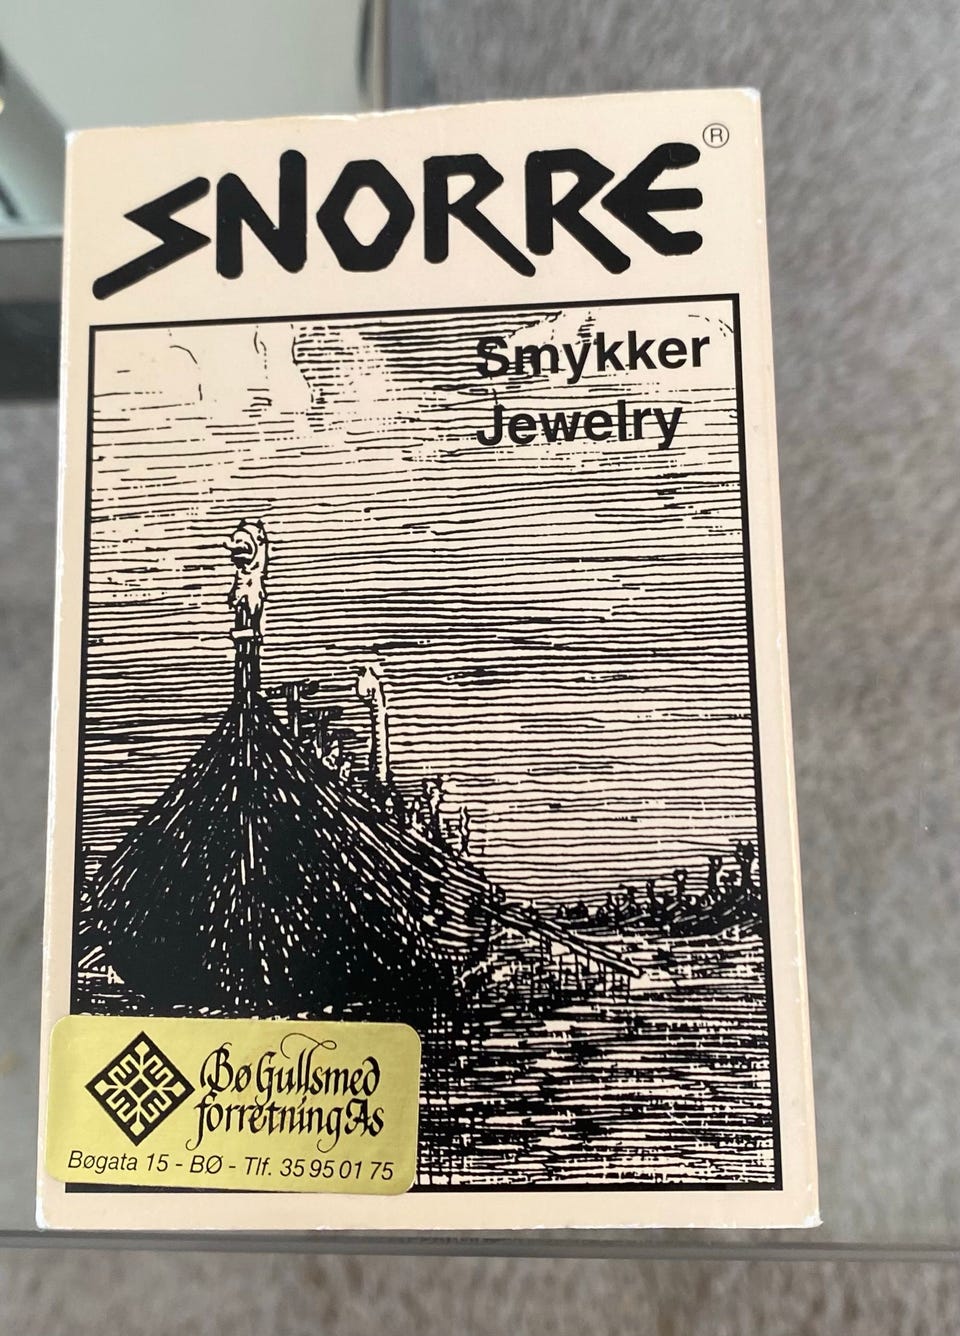 SNORRE®
Smykker
Jewelry
Bø Gullsmed
forretning As
Bøgata 15 - BØ - Tlf. 35 95 01 75